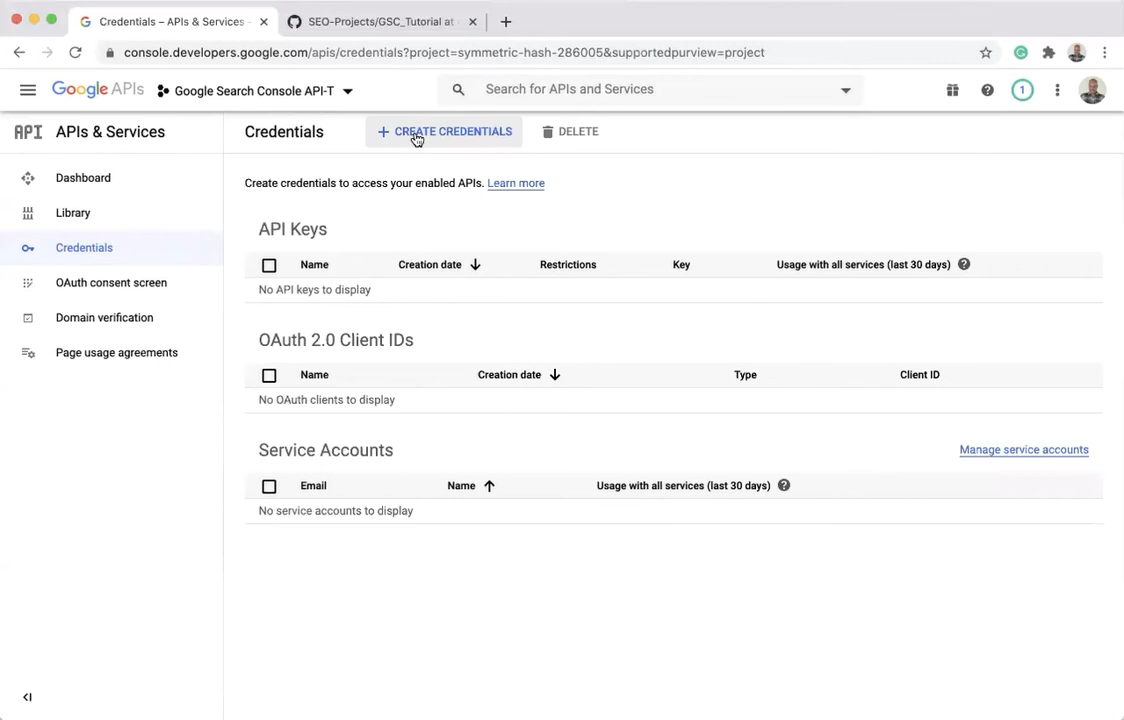 Credentials – APIs & Services -
SEO-Projects/GSC_Tutorial at
console.developers.google.com/apis/credentials?project=symmetric-hash-286005&supportedpurview=project
Google APIs
Google Search Console API-T
Search for APIs and Services
1
API APIs & Services
Credentials
+ CREATE CREDENTIALS
DELETE
Dashboard
Library
Credentials
OAuth consent screen
Domain verification
Page usage agreements
Create credentials to access your enabled APIs. Learn more
API Keys
Name Creation date Restrictions Key Usage with all services (last 30 days)
No API keys to display
OAuth 2.0 Client IDs
Name Creation date Type Client ID
No OAuth clients to display
Service Accounts
Manage service accounts
Email Name Usage with all services (last 30 days)
No service accounts to display